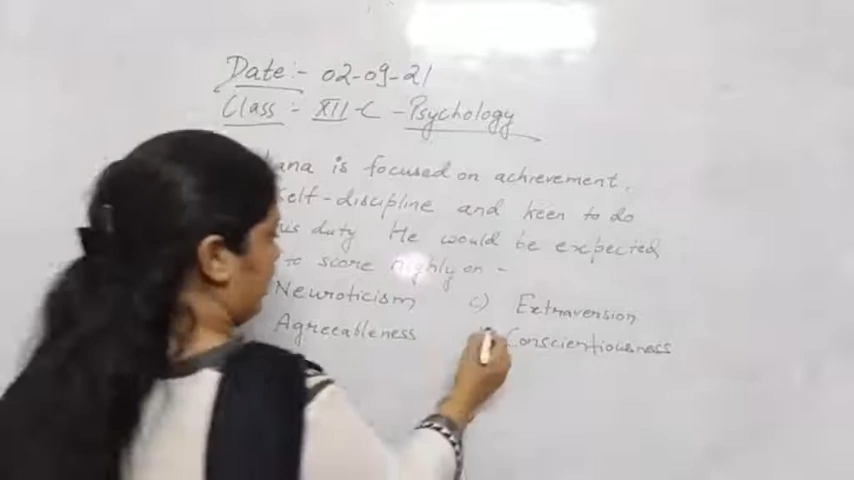 Date :- 02-09-21
Class :- XII-C - Psychology
is focused on achievement,
self-discipline and keen to do
duty He would be expected
to score highly on -
Neuroticism c) Extraversion
Agreeableness Conscientiousness